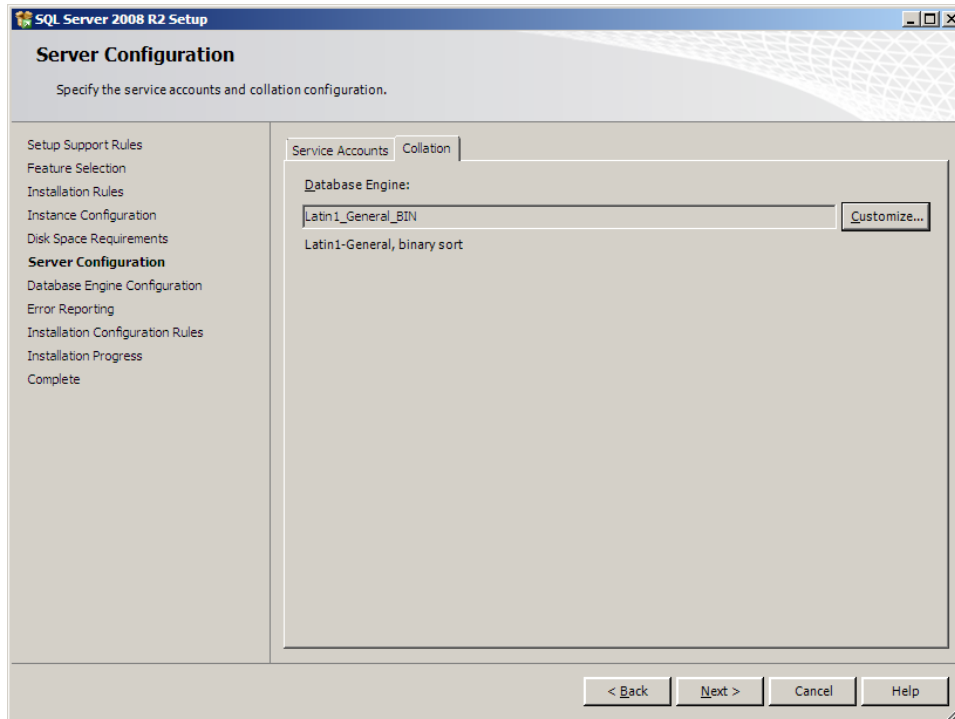 SQL Server 2008 R2 Setup
Server Configuration
Specify the service accounts and collation configuration.
Setup Support Rules
Feature Selection
Installation Rules
Instance Configuration
Disk Space Requirements
Server Configuration
Database Engine Configuration
Error Reporting
Installation Configuration Rules
Installation Progress
Complete
Service Accounts Collation
Database Engine:
Latin1_General_BIN Customize...
Latin1-General, binary sort
< Back Next > Cancel Help